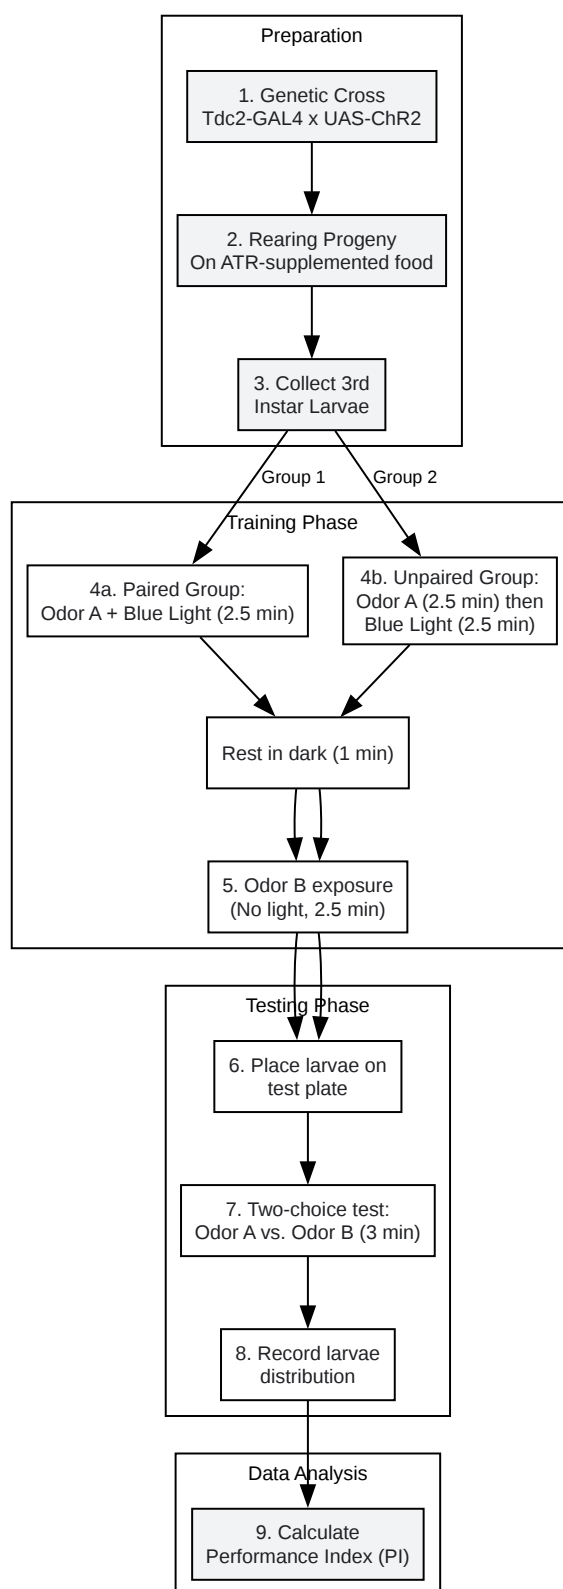 Preparation
1. Genetic Cross
Tdc2-GAL4 x UAS-ChR2
2. Rearing Progeny
On ATR-supplemented food
3. Collect 3rd
Instar Larvae
Group 1
Group 2
Training Phase
4a. Paired Group:
Odor A + Blue Light (2.5 min)
4b. Unpaired Group:
Odor A (2.5 min) then
Blue Light (2.5 min)
Rest in dark (1 min)
5. Odor B exposure
(No light, 2.5 min)
Testing Phase
6. Place larvae on
test plate
7. Two-choice test:
Odor A vs. Odor B (3 min)
8. Record larvae
distribution
Data Analysis
9. Calculate
Performance Index (PI)